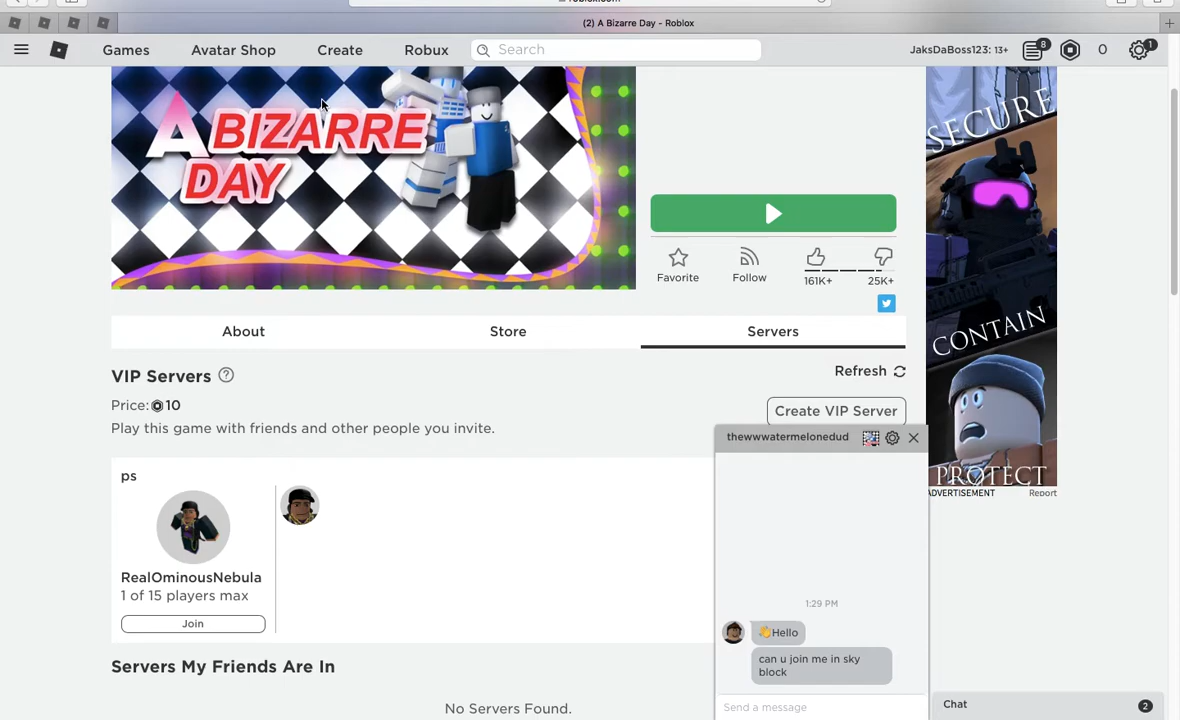 roblox.com
(2) A Bizarre Day - Roblox
Games Avatar Shop Create Robux Search JaksDaBoss123: 13+ 8 0 1
A BIZARRE
DAY
SECURE
CONTAIN
PROTECT
ADVERTISEMENT Report
Favorite Follow 161K+ 25K+
About Store Servers
VIP Servers ? Refresh
Price: 10
Create VIP Server
Play this game with friends and other people you invite.
ps
RealOminousNebula
1 of 15 players max
Join
Servers My Friends Are In
No Servers Found.
thewwwatermelonedud
1:29 PM
👋Hello
can u join me in sky
block
Send a message
Chat 2